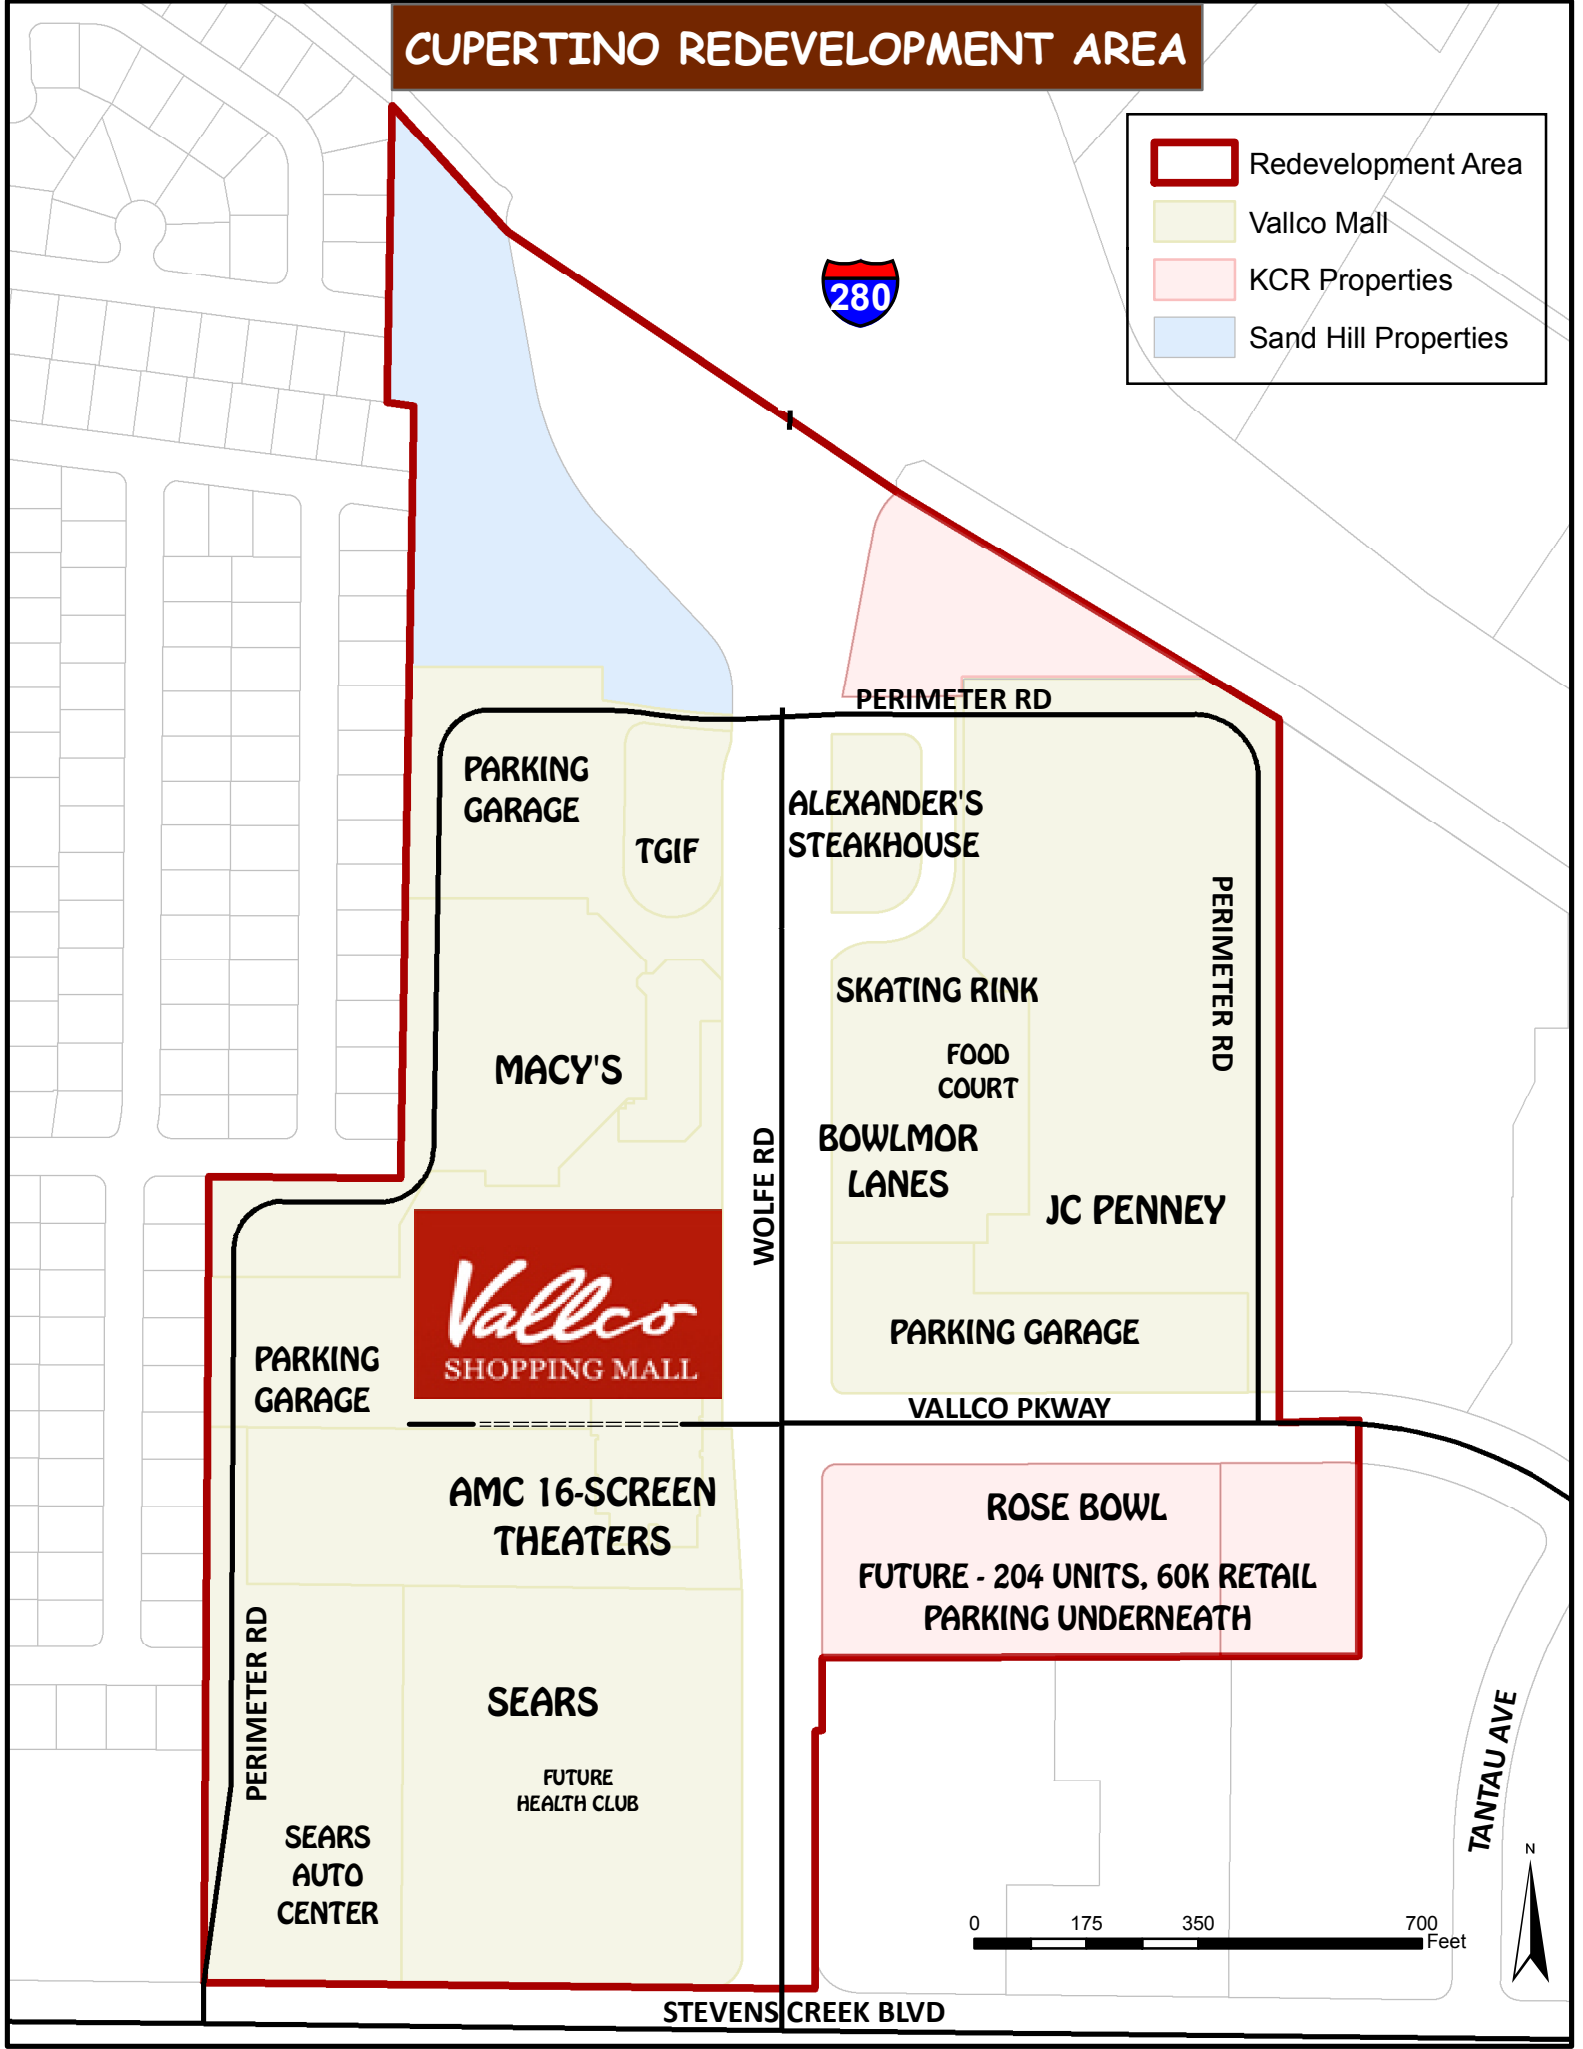 CUPERTINO REDEVELOPMENT AREA
Redevelopment Area
Vallco Mall
KCR Properties
Sand Hill Properties
280
PERIMETER RD
PARKING
GARAGE
TGIF
ALEXANDER'S
STEAKHOUSE
PERIMETER RD
SKATING RINK
FOOD
COURT
MACY'S
BOWLMOR
LANES
WOLFE RD
JC PENNEY
Vallco
SHOPPING MALL
PARKING GARAGE
PARKING
GARAGE
VALLCO PKWAY
AMC 16-SCREEN
THEATERS
ROSE BOWL
FUTURE - 204 UNITS, 60K RETAIL
PARKING UNDERNEATH
PERIMETER RD
SEARS
FUTURE
HEALTH CLUB
SEARS
AUTO
CENTER
TANTAU AVE
N
0 175 350 700
Feet
STEVENS CREEK BLVD